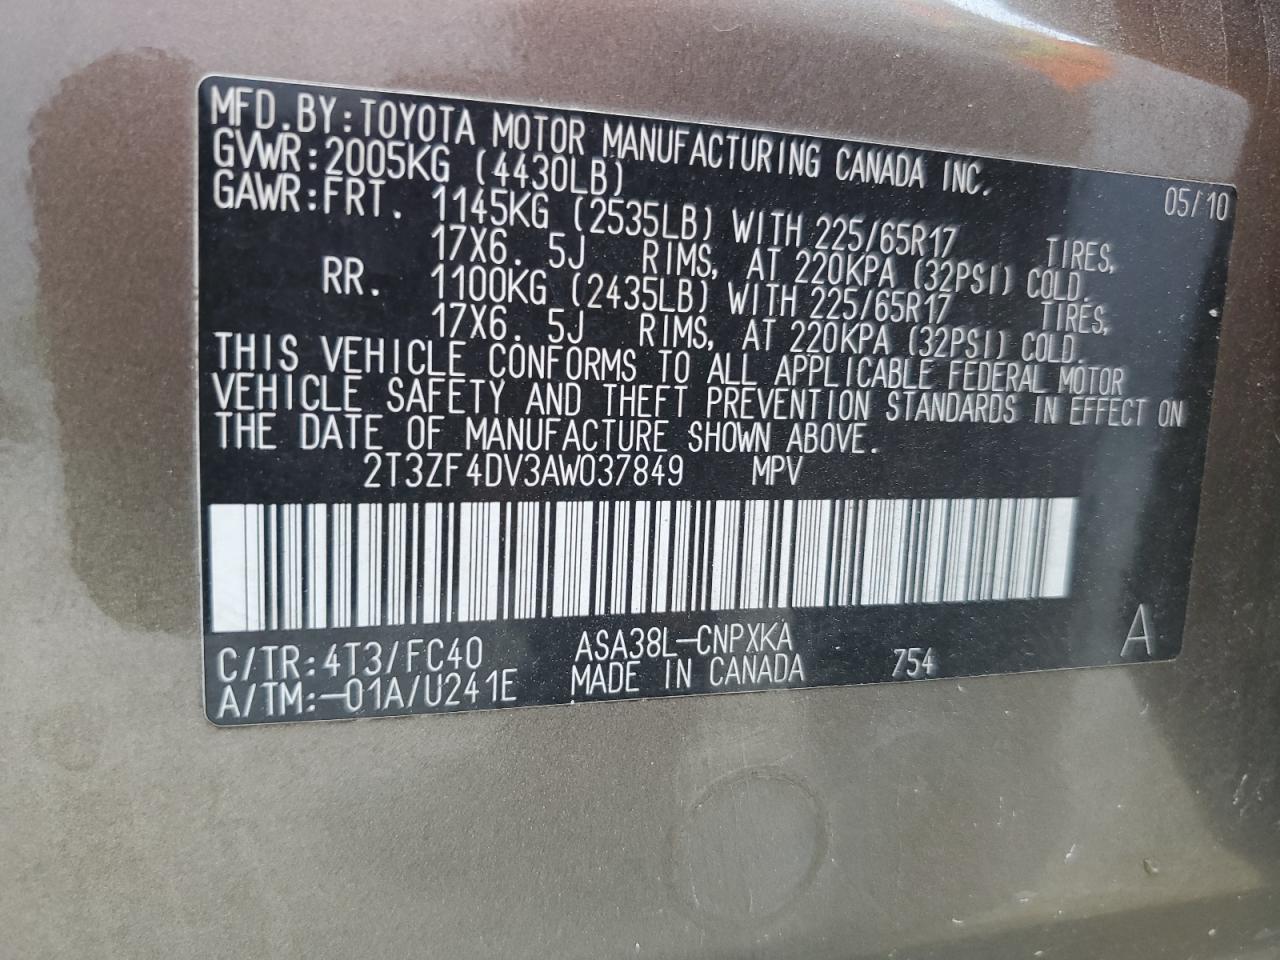 MFD.BY:TOYOTA MOTOR MANUFACTURING CANADA INC.
GVWR:2005KG (4430LB) 05/10
GAWR:FRT. 1145KG (2535LB) WITH 225/65R17 TIRES,
17X6.5J RIMS, AT 220KPA (32PSI) COLD.
RR. 1100KG (2435LB) WITH 225/65R17 TIRES,
17X6.5J RIMS, AT 220KPA (32PSI) COLD.
THIS VEHICLE CONFORMS TO ALL APPLICABLE FEDERAL MOTOR
VEHICLE SAFETY AND THEFT PREVENTION STANDARDS IN EFFECT ON
THE DATE OF MANUFACTURE SHOWN ABOVE.
2T3ZF4DV3AW037849 MPV
C/TR:4T3/FC40 ASA38L-CNPXKA A
A/TM:-01A/U241E MADE IN CANADA 754